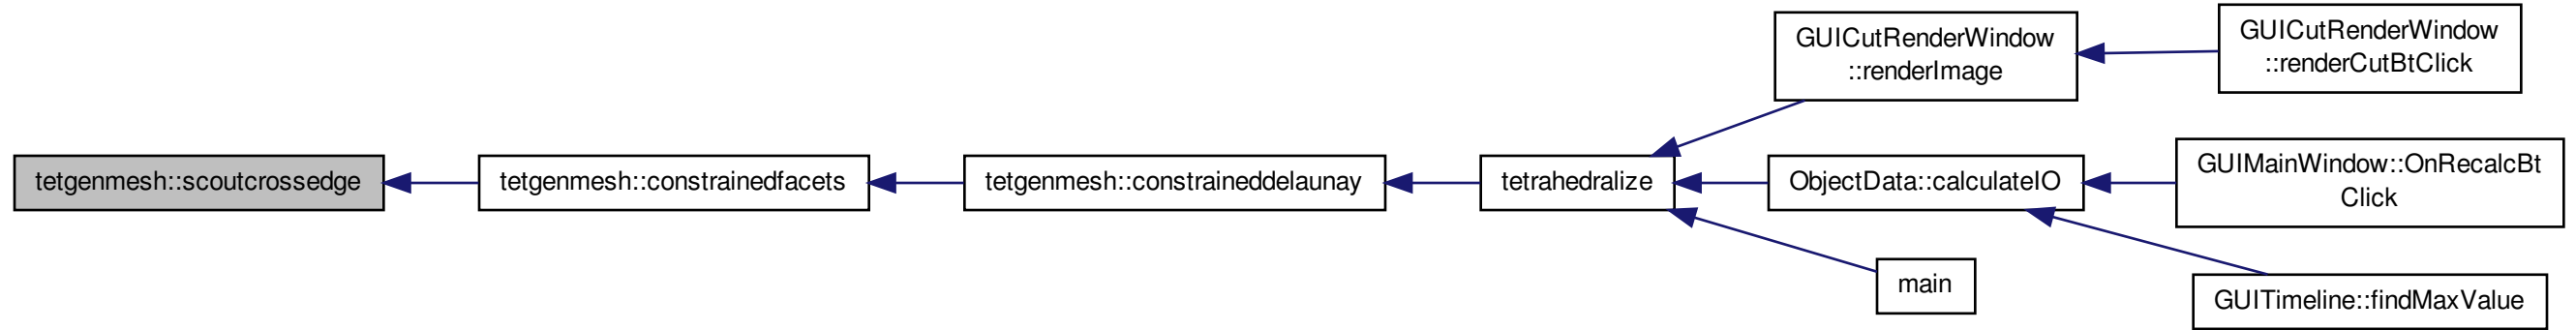 GUICutRenderWindow
::renderImage
GUICutRenderWindow
::renderCutBtClick
tetgenmesh::scoutcrossedge
tetgenmesh::constrainedfacets
tetgenmesh::constraineddelaunay
tetrahedralize
ObjectData::calculateIO
GUIMainWindow::OnRecalcBt
Click
main
GUITimeline::findMaxValue